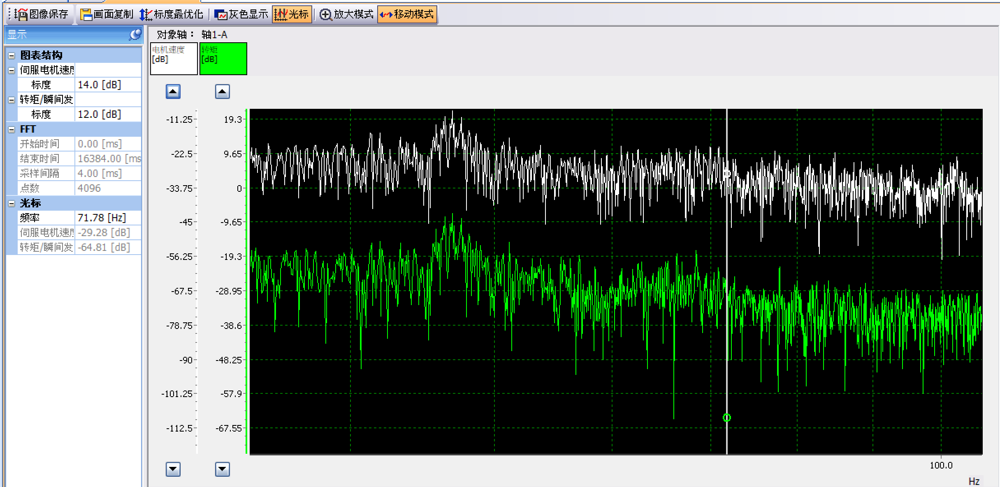 图像保存 画面复制 标度最优化 灰色显示 光标 放大模式 移动模式
显示
图表结构
伺服电机速
标度 14.0 [dB]
转矩/瞬间发
标度 12.0 [dB]
FFT
开始时间 0.00 [ms]
结束时间 16384.00 [ms
采样间隔 4.00 [ms]
点数 4096
光标
频率 71.78 [Hz]
伺服电机速 -29.28 [dB]
转矩/瞬间发 -64.81 [dB]
对象轴： 轴1-A
电机速度 转矩
[dB] [dB]
-11.25 19.3
-22.5 9.65
-33.75 0
-45 -9.65
-56.25 -19.3
-67.5 -28.95
-78.75 -38.6
-90 -48.25
-101.25 -57.9
-112.5 -67.55
100.0
Hz